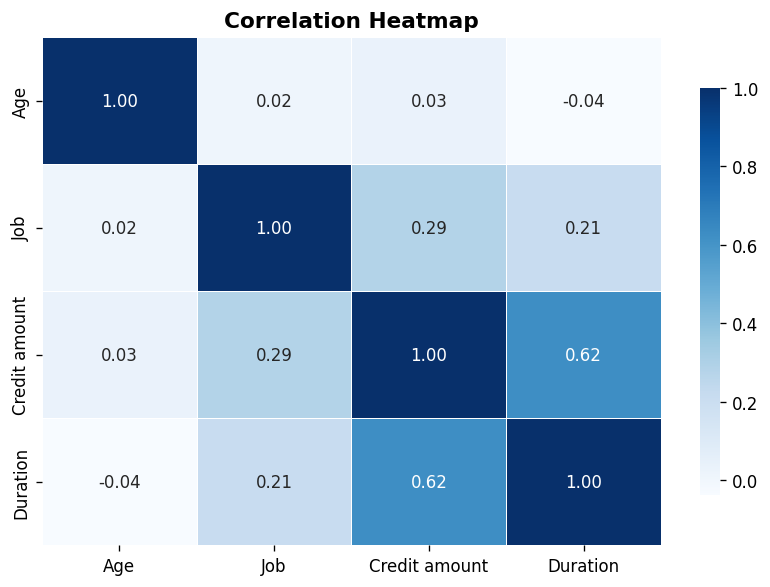 Correlation Heatmap
Age 1.00 0.02 0.03 -0.04
Job 0.02 1.00 0.29 0.21
Credit amount 0.03 0.29 1.00 0.62
Duration -0.04 0.21 0.62 1.00
Age Job Credit amount Duration
1.0
0.8
0.6
0.4
0.2
0.0